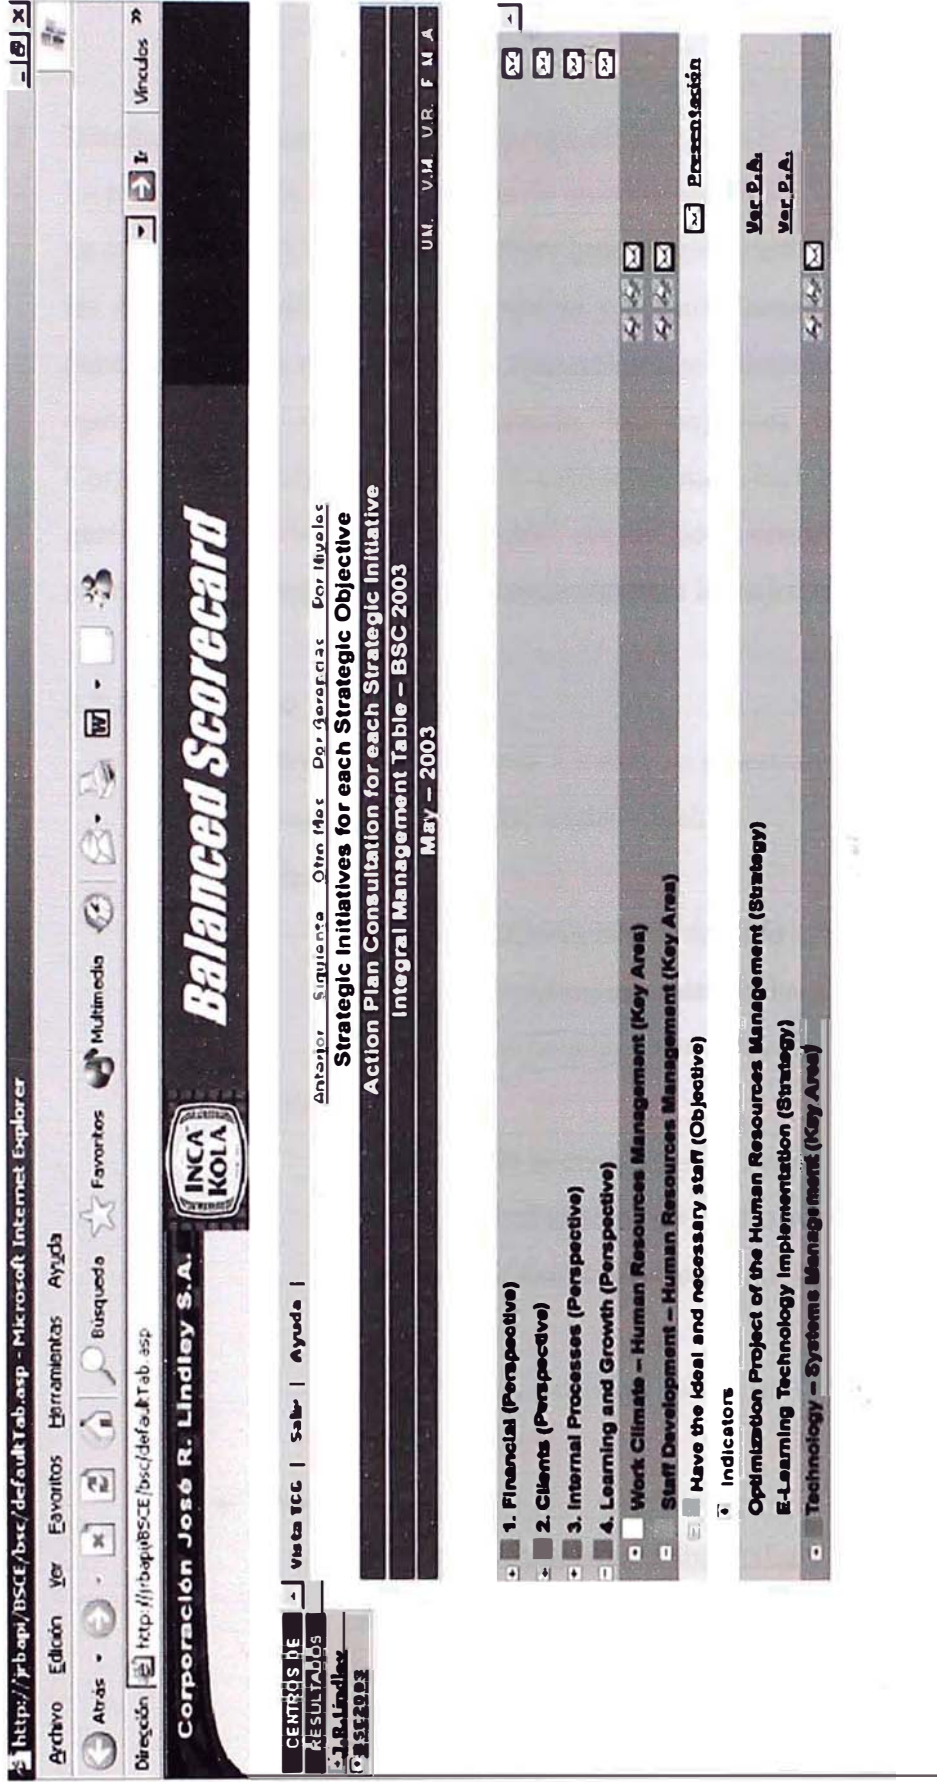 http://jrbapi/BSCE/bsc/defaultTab.asp - Microsoft Internet Explorer
Archivo Edición Ver Favoritos Herramientas Ayuda
Atrás Búsqueda Favoritos Multimedia
Dirección http://jrbapi/BSCE/bsc/defaultTab.asp Ir Vínculos »
Corporación José R. Lindley S.A. INCA KOLA Balanced Scorecard
CENTROS DE RESULTADOS
J.R.Lindley
BSC2003
Vista TCG | Salir | Ayuda |
Anterior Siguiente Otro Mes Por Gerencias Por Niveles
Strategic Initiatives for each Strategic Objective
Action Plan Consultation for each Strategic Initiative
Integral Management Table – BSC 2003
May – 2003 UM. V.M. V.R. F M A
1. Financial (Perspective)
2. Clients (Perspective)
3. Internal Processes (Perspective)
4. Learning and Growth (Perspective)
Work Climate – Human Resources Management (Key Area)
Staff Development – Human Resources Management (Key Area)
Have the ideal and necessary staff (Objective) Presentación
Indicators
Optimization Project of the Human Resources Management (Strategy) Ver P.A.
E-Learning Technology Implementation (Strategy) Ver P.A.
Technology – Systems Management (Key Area)